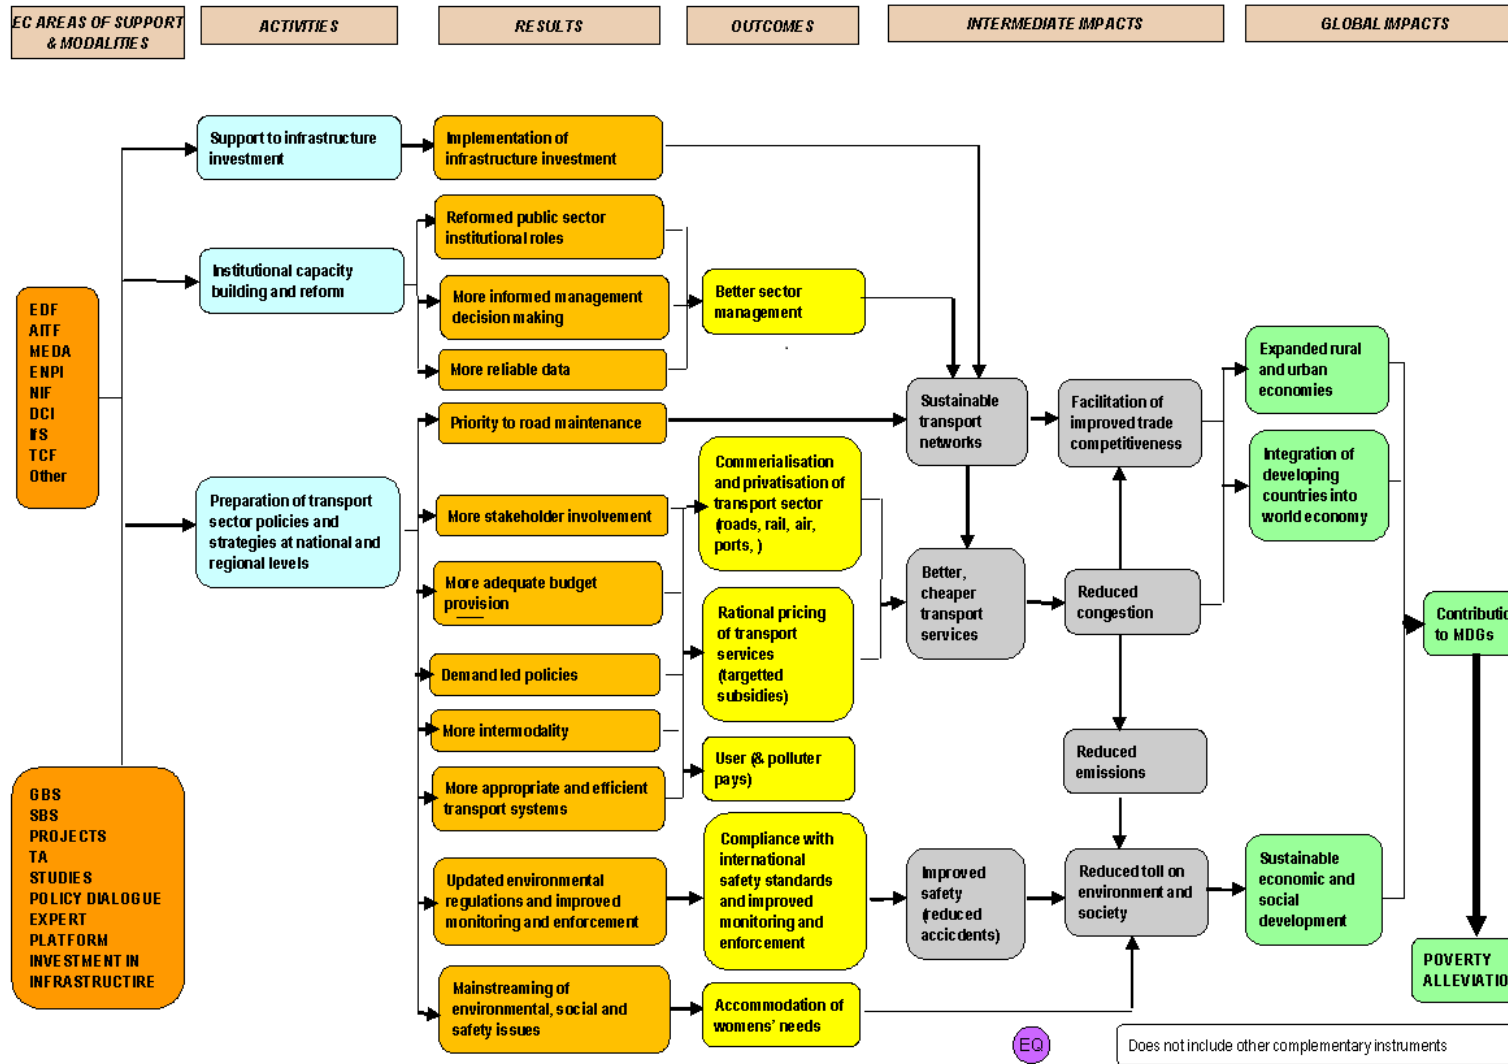 EC AREAS OF SUPPORT
& MODALITIES
ACTIVITIES
RESULTS
OUTCOMES
INTERMEDIATE IMPACTS
GLOBAL IMPACTS
Support to infrastructure
investment
Implementation of
infrastructure investment
Reformed public sector
institutional roles
Institutional capacity
building and reform
More informed management
decision making
Better sector
management
More reliable data
EDF
AITF
MEDA
ENPI
NIF
DCI
IfS
TCF
Other
Priority to road maintenance
Sustainable
transport
networks
Facilitation of
improved trade
competitiveness
Expanded rural
and urban
economies
Preparation of transport
sector policies and
strategies at national and
regional levels
More stakeholder involvement
Commerialisation
and privatisation of
transport sector
(roads, rail, air,
ports, )
Integration of
developing
countries into
world economy
More adequate budget
provision
Rational pricing
of transport
services
(targetted
subsidies)
Better,
cheaper
transport
services
Reduced
congestion
Contributio
to MDGs
Demand led policies
More intermodality
User (& polluter
pays)
Reduced
emissions
More appropriate and efficient
transport systems
GBS
SBS
PROJECTS
TA
STUDIES
POLICY DIALOGUE
EXPERT
PLATFORM
INVESTMENT IN
INFRASTRUCTIRE
Updated environmental
regulations and improved
monitoring and enforcement
Compliance with
international
safety standards
and improved
monitoring and
enforcement
Improved
safety
(reduced
accicdents)
Reduced toll on
environment and
society
Sustainable
economic and
social
development
Mainstreaming of
environmental, social and
safety issues
Accommodation of
womens' needs
POVERTY
ALLEVIATIO
EQ
Does not include other complementary instruments